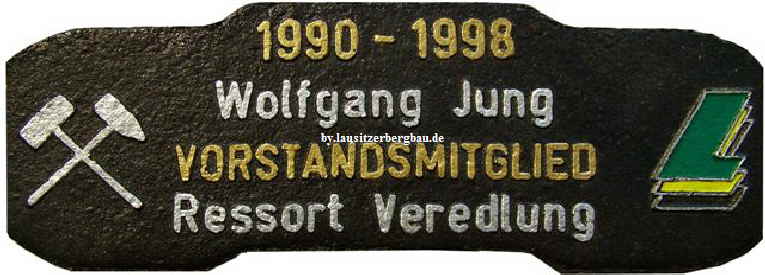 1990 - 1998
Wolfgang Jung
by.lausitzerbergbau.de
VORSTANDSMITGLIED
Ressort Veredlung